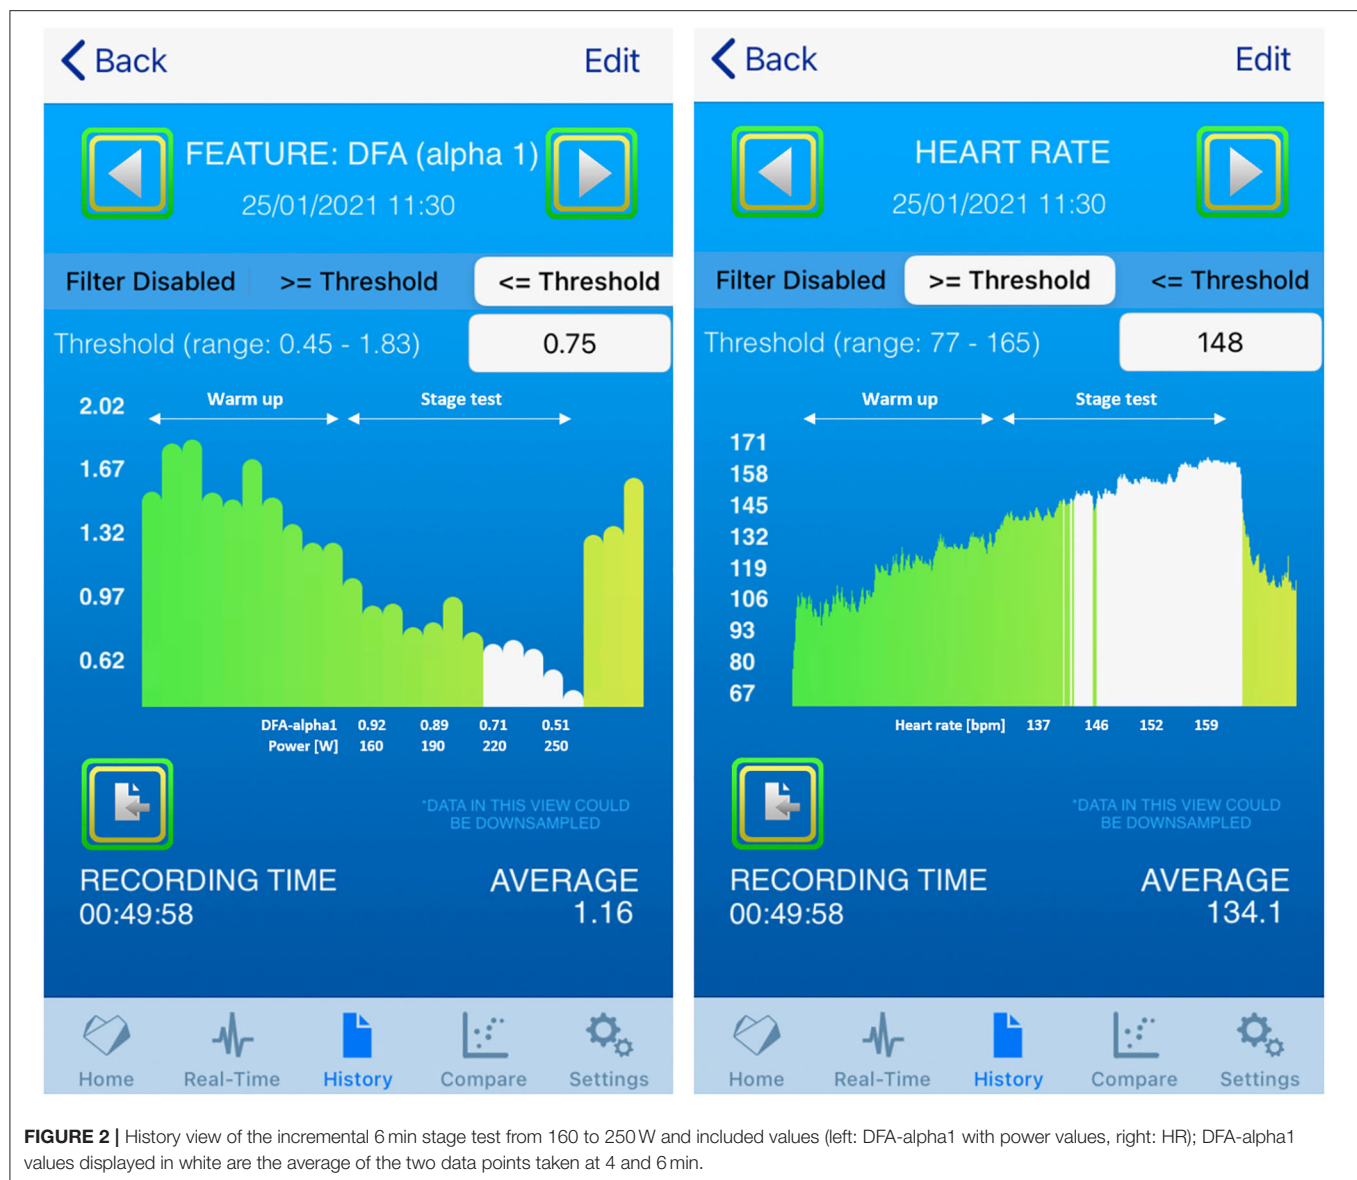 Back
Edit
FEATURE: DFA (alpha 1)
25/01/2021 11:30
Filter Disabled
>= Threshold
<= Threshold
Threshold (range: 0.45 - 1.83)
0.75
Warm up
Stage test
2.02
1.67
1.32
0.97
0.62
DFA-alpha1 0.92 0.89 0.71 0.51
Power [W] 160 190 220 250
*DATA IN THIS VIEW COULD
BE DOWNSAMPLED
RECORDING TIME
00:49:58
AVERAGE
1.16
Home
Real-Time
History
Compare
Settings
Back
Edit
HEART RATE
25/01/2021 11:30
Filter Disabled
>= Threshold
<= Threshold
Threshold (range: 77 - 165)
148
Warm up
Stage test
171
158
145
132
119
106
93
80
67
Heart rate [bpm] 137 146 152 159
*DATA IN THIS VIEW COULD
BE DOWNSAMPLED
RECORDING TIME
00:49:58
AVERAGE
134.1
Home
Real-Time
History
Compare
Settings
FIGURE 2 | History view of the incremental 6 min stage test from 160 to 250 W and included values (left: DFA-alpha1 with power values, right: HR); DFA-alpha1
values displayed in white are the average of the two data points taken at 4 and 6 min.